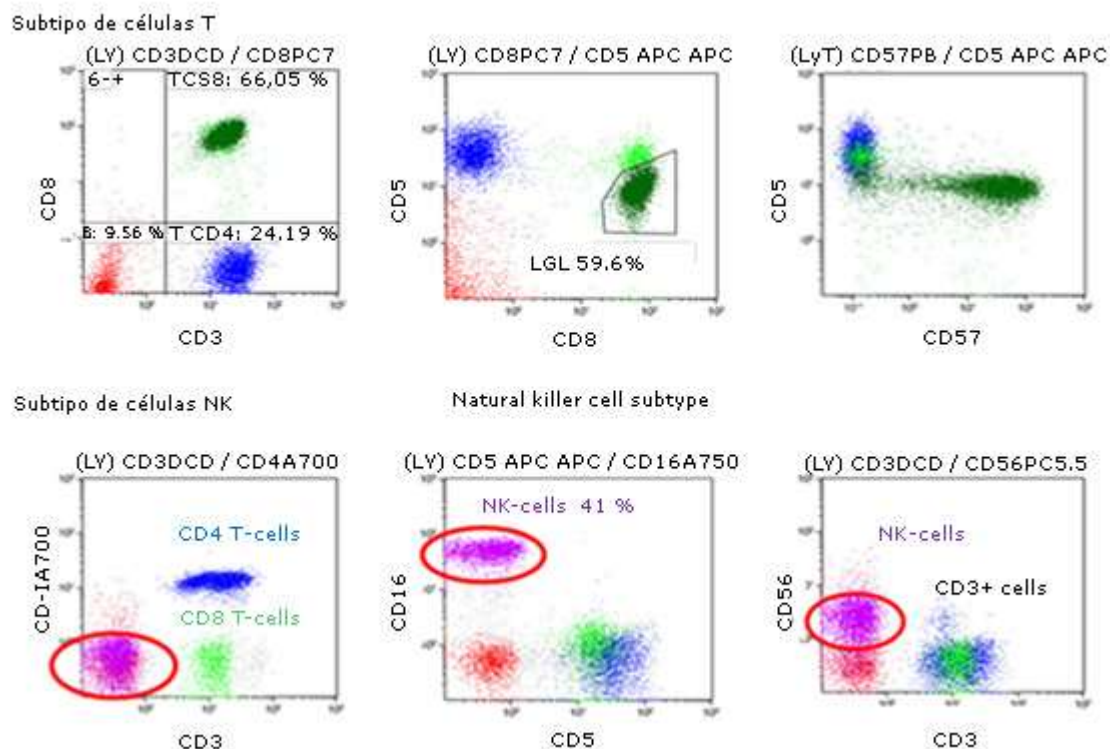 Subtipo de células T
(LY) CD3DCD / CD8PC7
(LY) CD8PC7 / CD5 APC APC
(LyT) CD57PB / CD5 APC APC
6-+
TCS8: 66,05 %
CD8
B: 9.56 %
T CD4: 24.19 %
CD3
CD5
LGL 59.6%
CD8
CD5
CD57
Subtipo de células NK
Natural killer cell subtype
(LY) CD3DCD / CD4A700
(LY) CD5 APC APC / CD16A750
(LY) CD3DCD / CD56PC5.5
CD-IA700
CD4 T-cells
CD8 T-cells
CD3
CD16
NK-cells 41 %
CD5
CD56
NK-cells
CD3+ cells
CD3